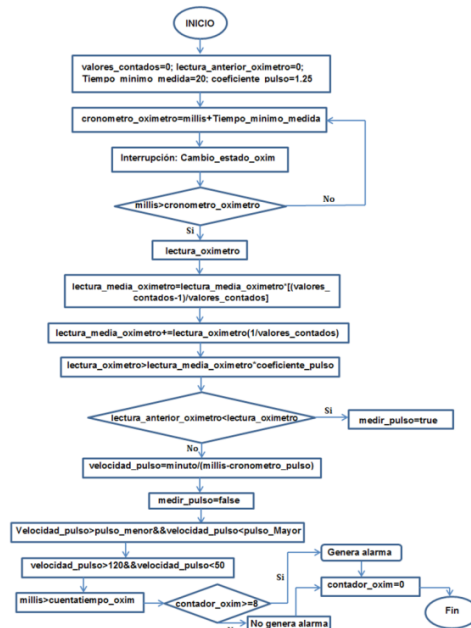 INICIO
valores_contados=0; lectura_anterior_oximetro=0;
Tiempo_minimo_medida=20; coeficiente_pulso=1.25
cronometro_oximetro=millis+Tiempo_minimo_medida
Interrupción: Cambio_estado_oxim
millis>cronometro_oximetro
No
Si
lectura_oximetro
lectura_media_oximetro=lectura_media_oximetro*[(valores_
contados-1)/valores_contados]
lectura_media_oximetro+=lectura_oximetro(1/valores_contados)
lectura_oximetro>lectura_media_oximetro*coeficiente_pulso
lectura_anterior_oximetro<lectura_oximetro
Si
medir_pulso=true
No
velocidad_pulso=minuto/(millis-cronometro_pulso)
medir_pulso=false
Velocidad_pulso>pulso_menor&&velocidad_pulso<pulso_Mayor
velocidad_pulso>120&&velocidad_pulso<50
Genera alarma
Si
contador_oxim=0
millis>cuentatiempo_oxim
contador_oxim>=8
No genera alarma
Fin